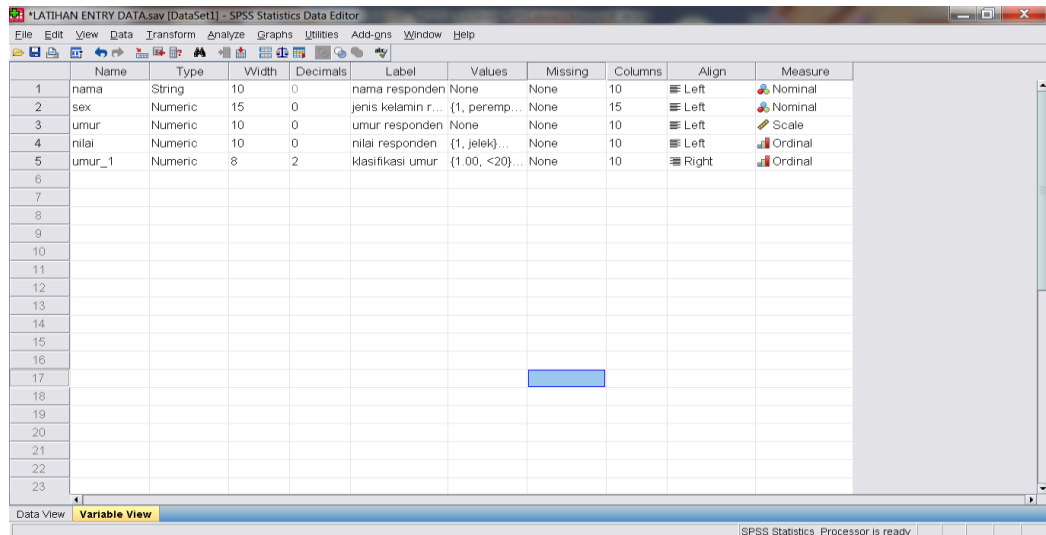 *LATIHAN ENTRY DATA.sav [DataSet1] - SPSS Statistics Data Editor
File Edit View Data Transform Analyze Graphs Utilities Add-ons Window Help
Name Type Width Decimals Label Values Missing Columns Align Measure
1 nama String 10 0 nama responden None None 10 Left Nominal
2 sex Numeric 15 0 jenis kelamin r... {1, peremp... None 15 Left Nominal
3 umur Numeric 10 0 umur responden None None 10 Left Scale
4 nilai Numeric 10 0 nilai responden {1, jelek}... None 10 Left Ordinal
5 umur_1 Numeric 8 2 klasifikasi umur {1.00, <20}... None 10 Right Ordinal
6
7
8
9
10
11
12
13
14
15
16
17
18
19
20
21
22
23
Data View Variable View
SPSS Statistics Processor is ready